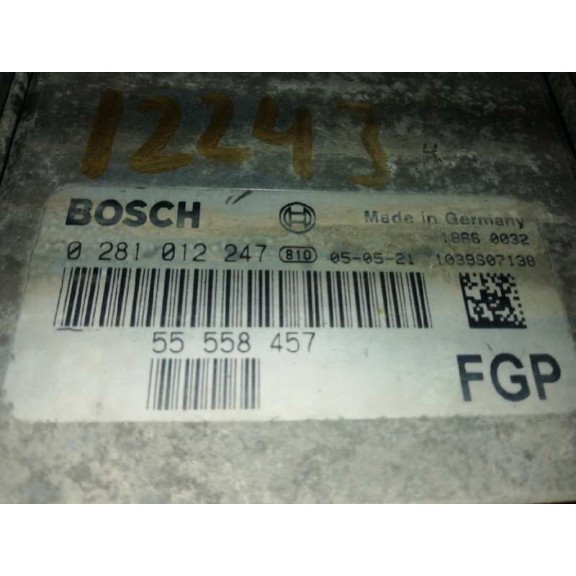 12243
BOSCH Made in Germany
1866 0032
0 281 012 247 810 05-05-21 1039S07138
55 558 457
FGP